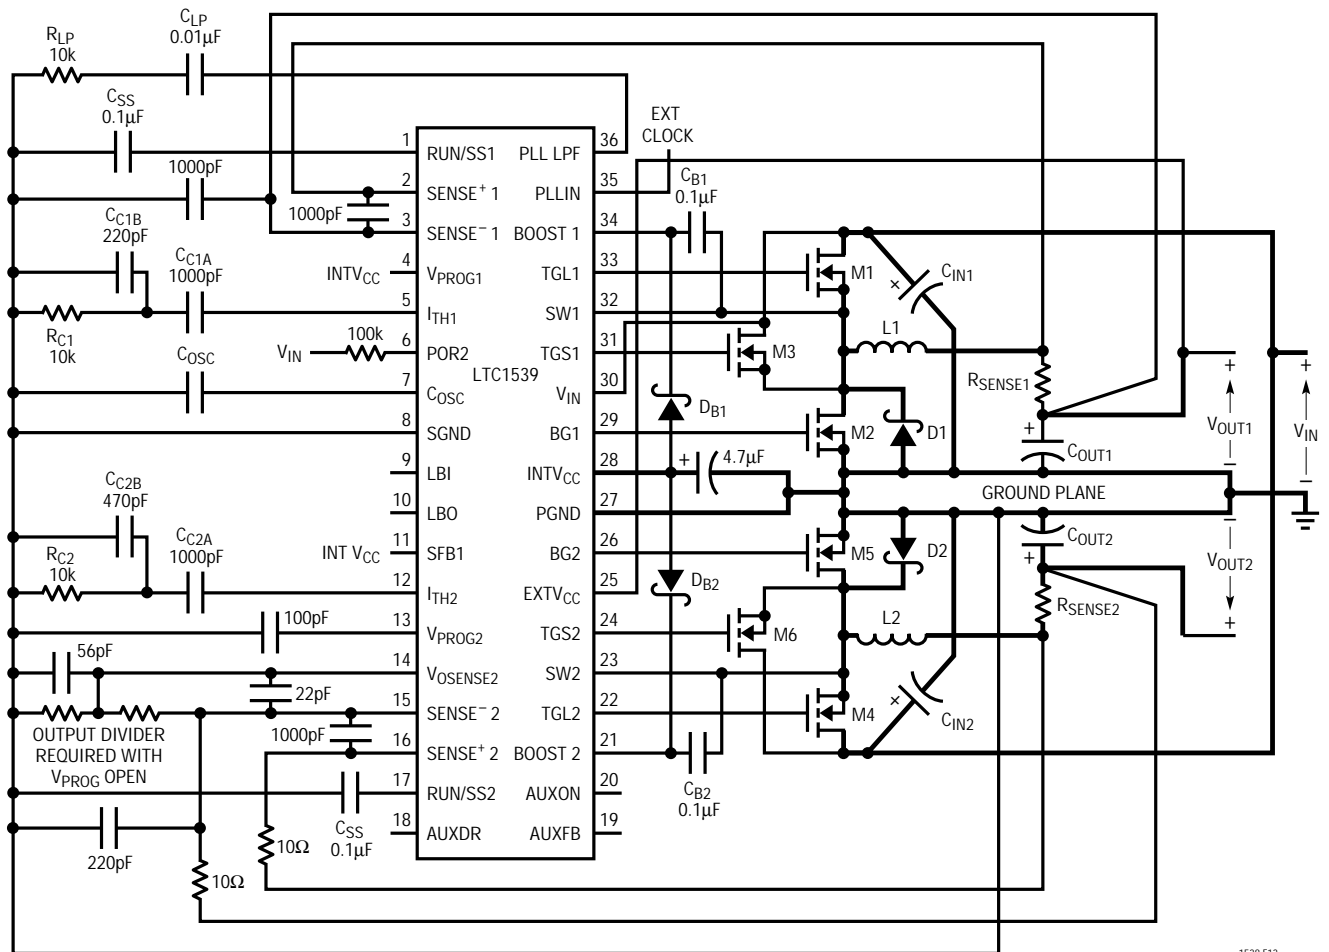 CLP
0.01µF
RLP
10k
CSS
0.1µF
EXT
CLOCK
1
RUN/SS1
PLL LPF
36
1000pF
2
SENSE+ 1
PLLIN
35
CB1
0.1µF
1000pF
3
SENSE− 1
BOOST 1
34
CC1B
220pF
CC1A
1000pF
INTVCC
4
VPROG1
TGL1
33
M1
CIN1
+
5
ITH1
SW1
32
RC1
10k
100k
L1
VIN
6
POR2
TGS1
31
M3
COSC
LTC1539
RSENSE1
7
COSC
VIN
30
DB1
+
+
8
SGND
BG1
29
M2
D1
+
COUT1
VOUT1
VIN
9
LBI
INTVCC
28
+
4.7µF
−
−
CC2B
470pF
GROUND PLANE
10
LBO
PGND
27
−
INT VCC
11
SFB1
BG2
26
M5
D2
COUT2
+
VOUT2
RC2
10k
CC2A
1000pF
12
ITH2
EXTVCC
25
DB2
RSENSE2
100pF
13
VPROG2
TGS2
24
M6
L2
+
56pF
14
VOSENSE2
SW2
23
22pF
15
SENSE− 2
TGL2
22
M4
+
CIN2
OUTPUT DIVIDER
REQUIRED WITH
VPROG OPEN
1000pF
16
SENSE+ 2
BOOST 2
21
CB2
0.1µF
17
RUN/SS2
AUXON
20
CSS
0.1µF
18
AUXDR
AUXFB
19
220pF
10Ω
10Ω